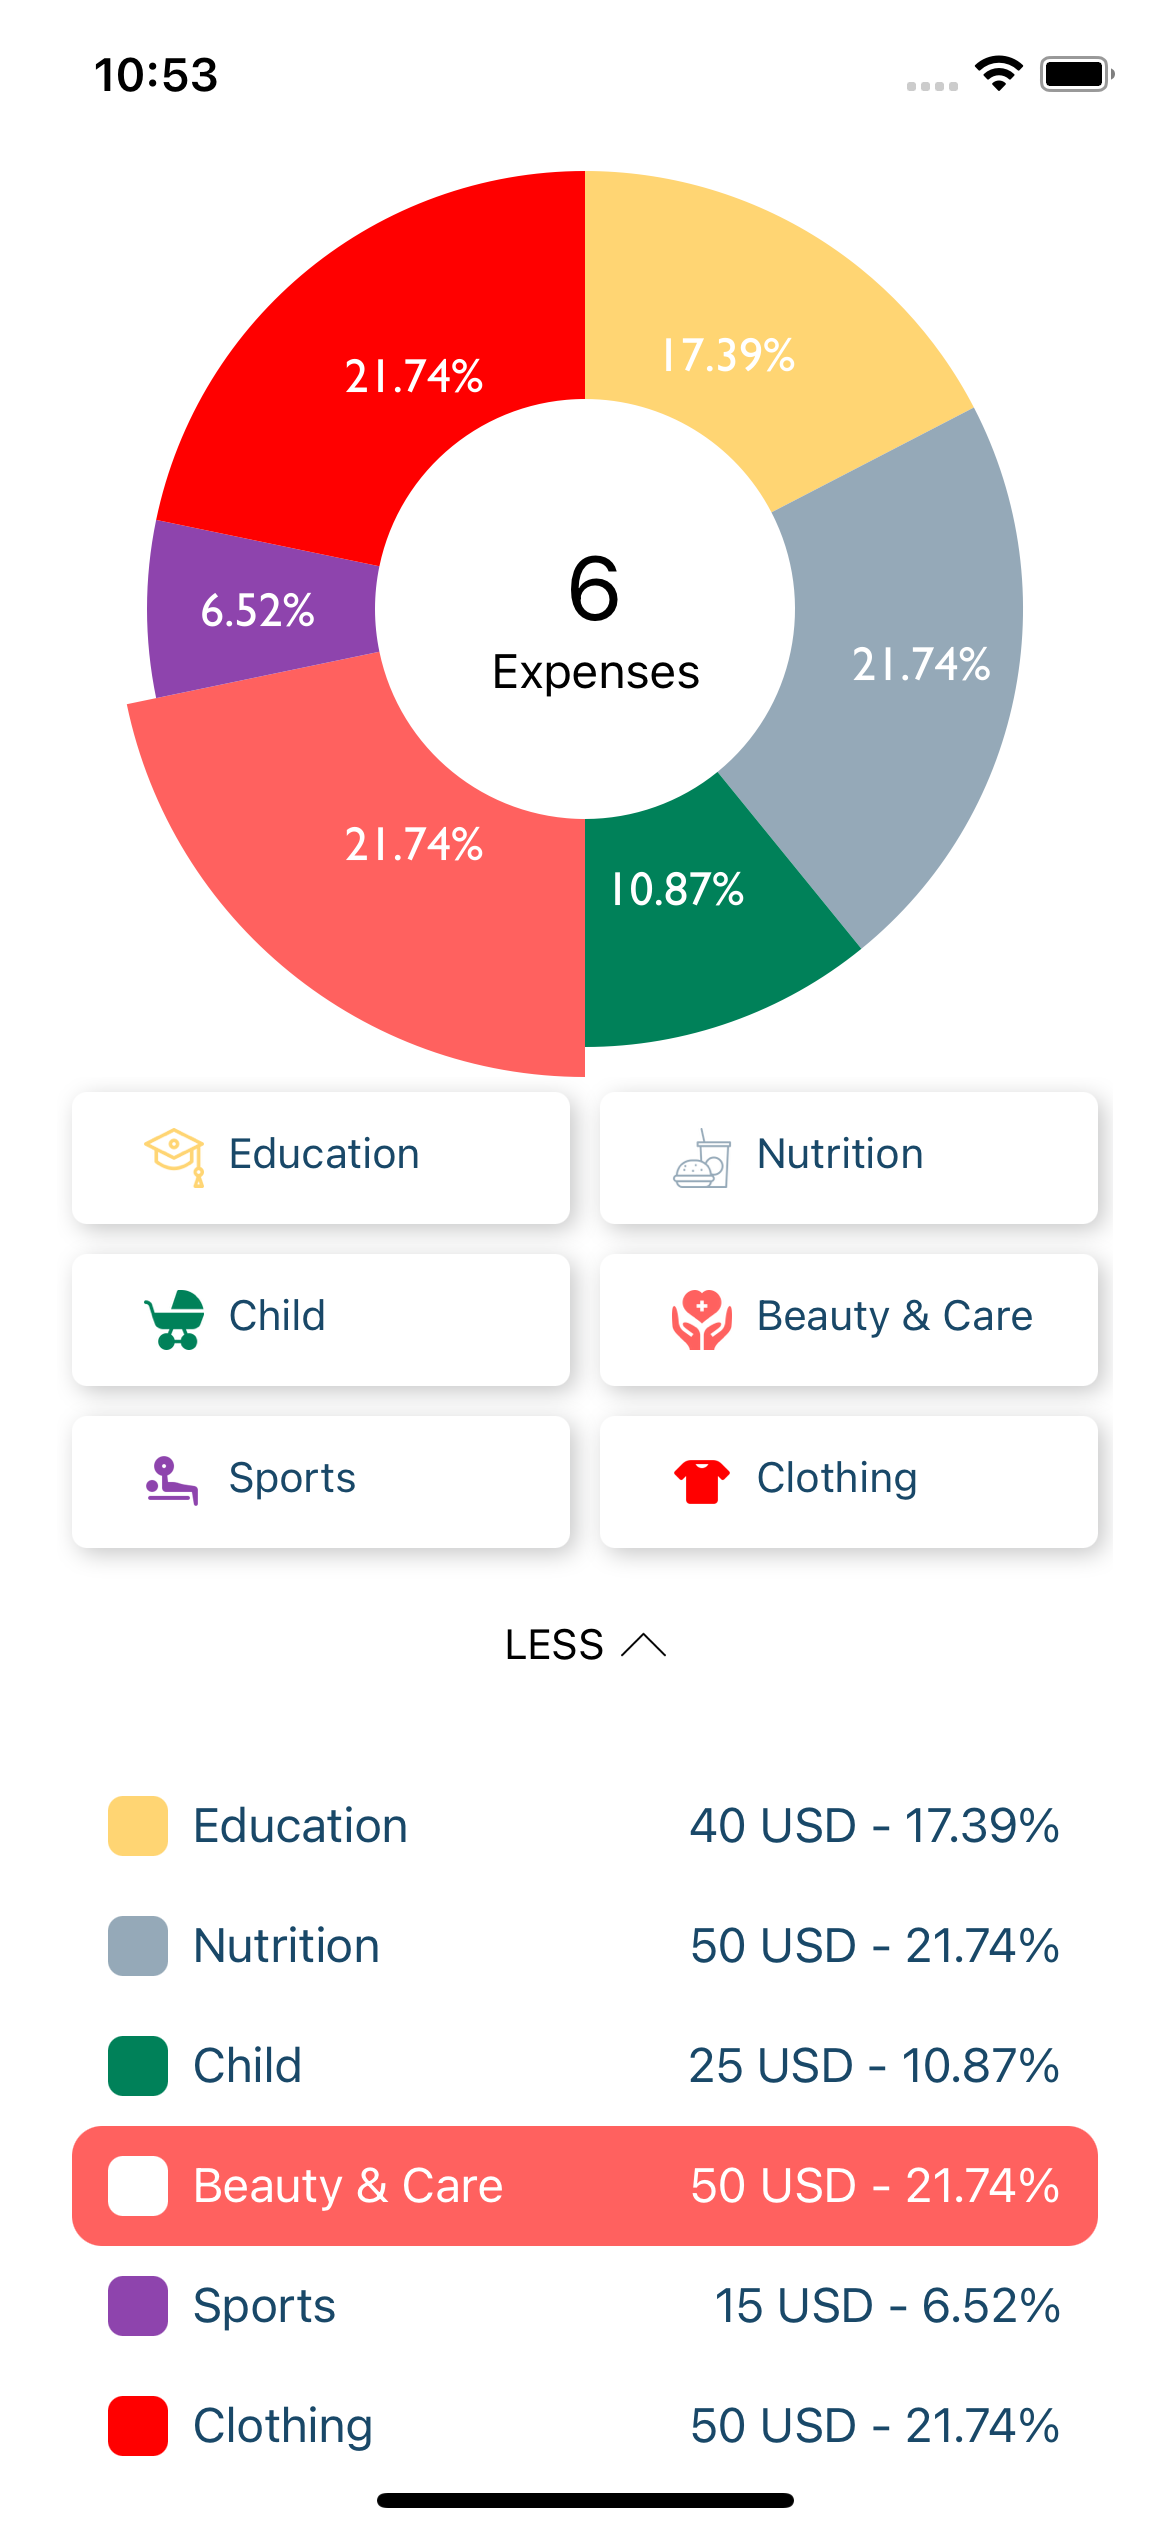 10:53
21.74%
17.39%
6.52%
6
Expenses
21.74%
21.74%
10.87%
Education
Nutrition
Child
Beauty & Care
Sports
Clothing
LESS
Education 40 USD - 17.39%
Nutrition 50 USD - 21.74%
Child 25 USD - 10.87%
Beauty & Care 50 USD - 21.74%
Sports 15 USD - 6.52%
Clothing 50 USD - 21.74%